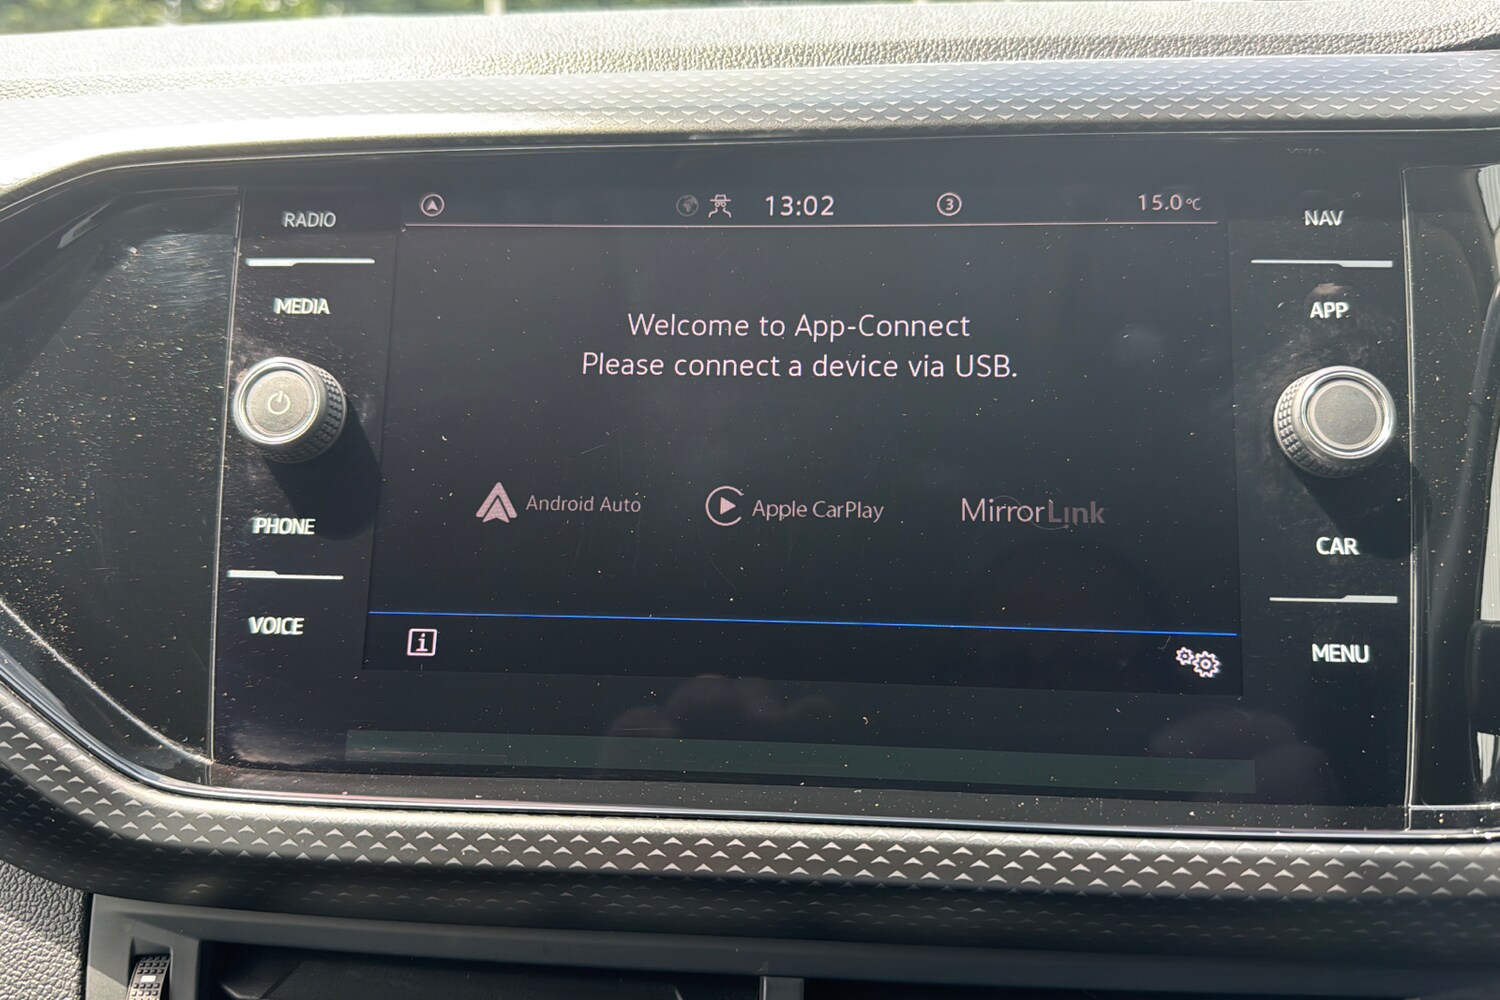 RADIO
MEDIA
PHONE
VOICE
13:02
3
15.0°C
Welcome to App-Connect
Please connect a device via USB.
Android Auto
Apple CarPlay
MirrorLink
i
NAV
APP
CAR
MENU